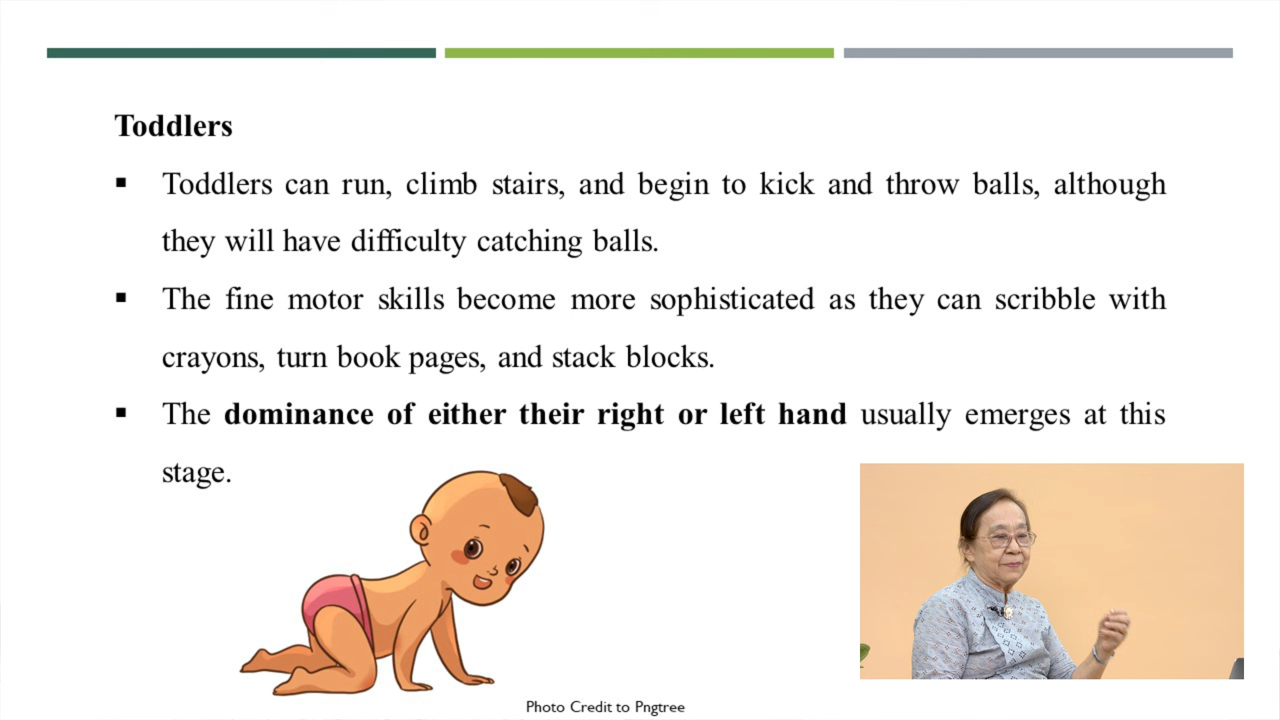 Toddlers
▪ Toddlers can run, climb stairs, and begin to kick and throw balls, although
they will have difficulty catching balls.
▪ The fine motor skills become more sophisticated as they can scribble with
crayons, turn book pages, and stack blocks.
▪ The dominance of either their right or left hand usually emerges at this
stage.
Photo Credit to Pngtree